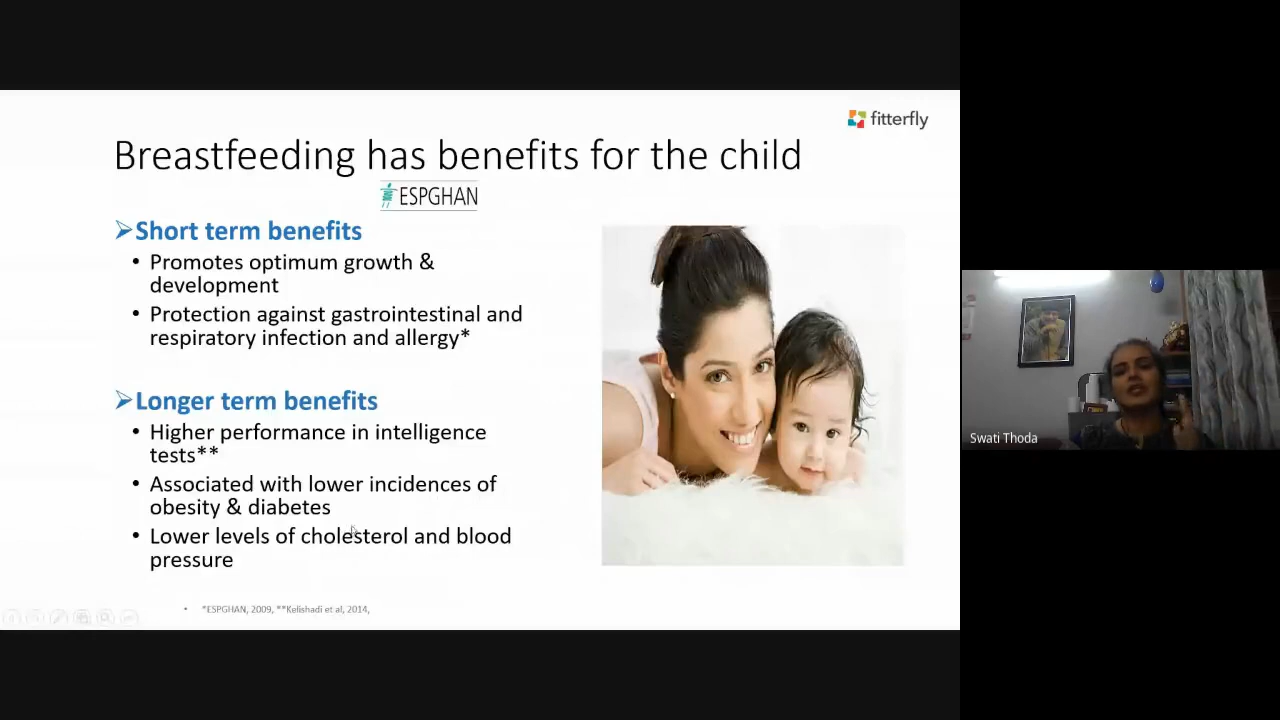 fitterfly
Breastfeeding has benefits for the child
ESPGHAN
➢Short term benefits
• Promotes optimum growth &
development
• Protection against gastrointestinal and
respiratory infection and allergy*
➢Longer term benefits
• Higher performance in intelligence
tests**
• Associated with lower incidences of
obesity & diabetes
• Lower levels of cholesterol and blood
pressure
• *ESPGHAN, 2009, **Kelishadi et al, 2014,
Swati Thoda